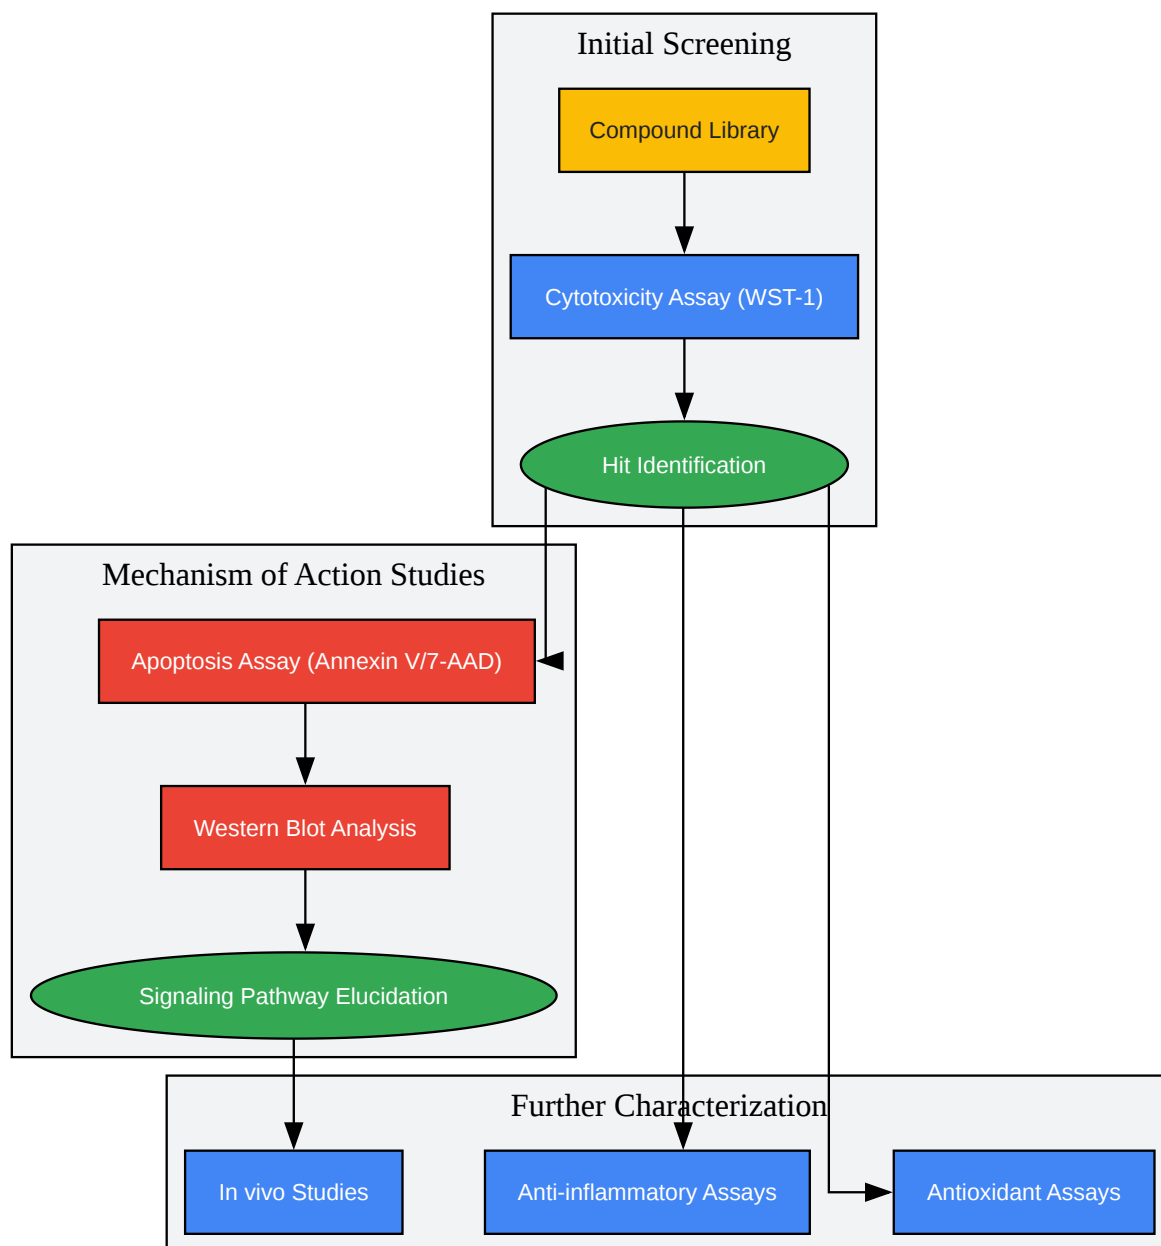 Initial Screening
Compound Library
Cytotoxicity Assay (WST-1)
Hit Identification
Mechanism of Action Studies
Apoptosis Assay (Annexin V/7-AAD)
Western Blot Analysis
Signaling Pathway Elucidation
Further Characterization
In vivo Studies
Anti-inflammatory Assays
Antioxidant Assays